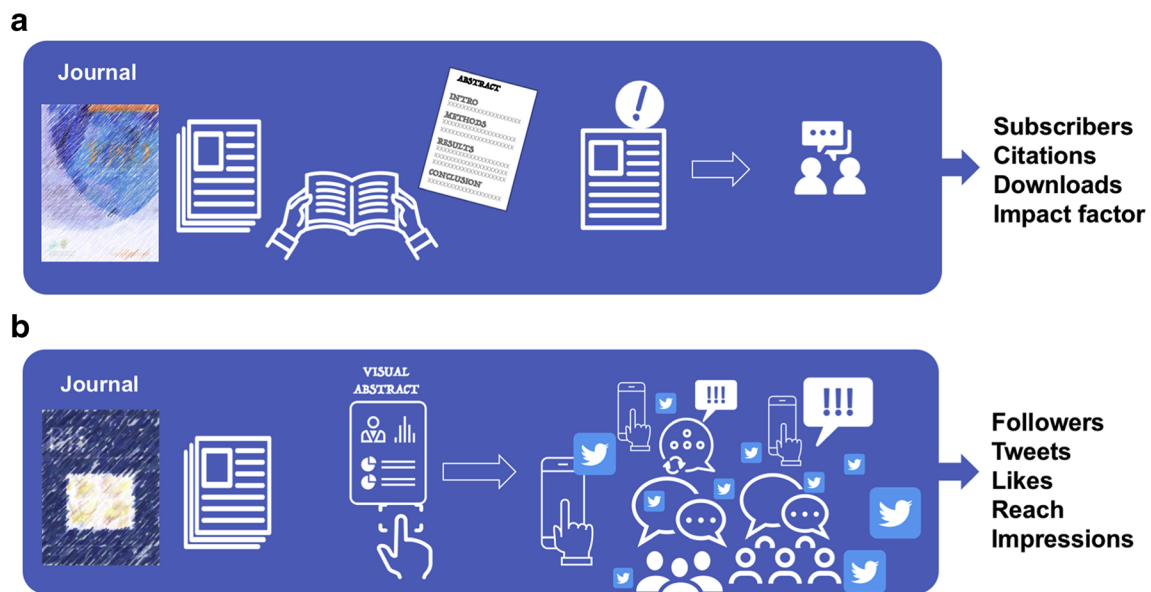 a
Journal
ABSTRACT
INTRO
XXXXXXXXXXXXXXXXXXXX
METHODS
RESULTS
CONCLUSION
Subscribers
Citations
Downloads
Impact factor
b
Journal
VISUAL
ABSTRACT
!!!
!!!
Followers
Tweets
Likes
Reach
Impressions